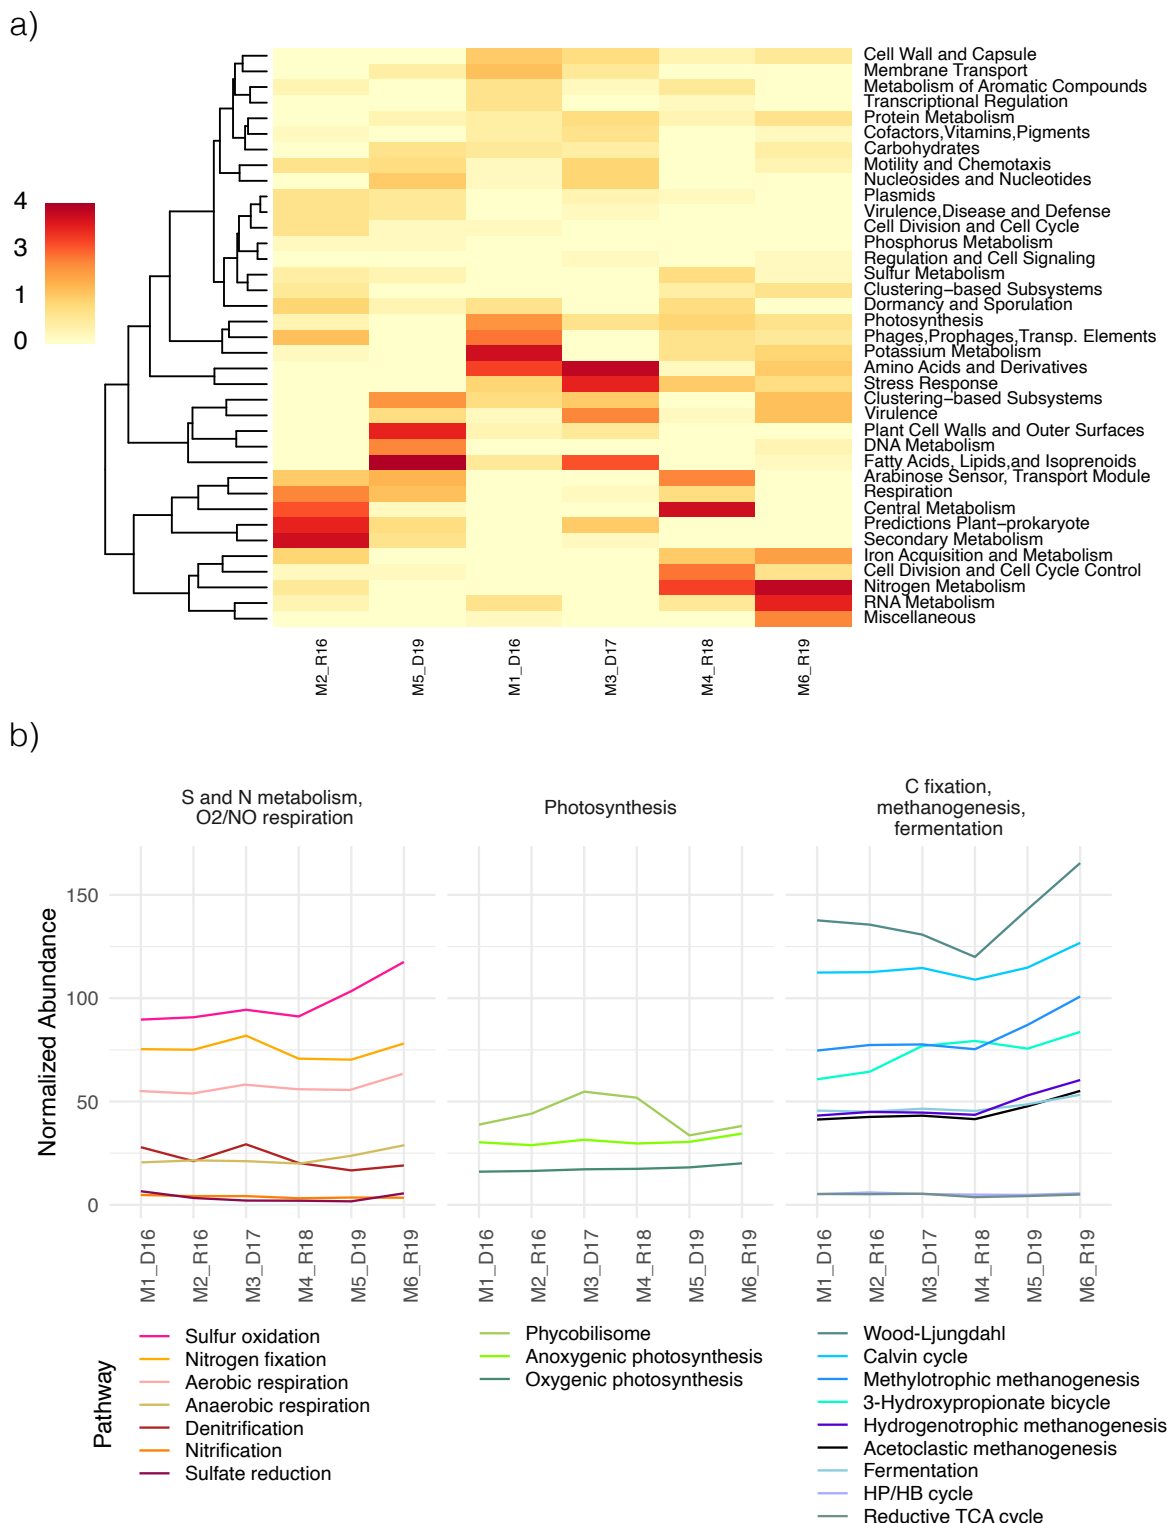 a)
4
3
1
0
Cell Wall and Capsule
Membrane Transport
Metabolism of Aromatic Compounds
Transcriptional Regulation
Protein Metabolism
Cofactors,Vitamins,Pigments
Carbohydrates
Motility and Chemotaxis
Nucleosides and Nucleotides
Plasmids
Virulence,Disease and Defense
Cell Division and Cell Cycle
Phosphorus Metabolism
Regulation and Cell Signaling
Sulfur Metabolism
Clustering−based Subsystems
Dormancy and Sporulation
Photosynthesis
Phages,Prophages,Transp. Elements
Potassium Metabolism
Amino Acids and Derivatives
Stress Response
Clustering−based Subsystems
Virulence
Plant Cell Walls and Outer Surfaces
DNA Metabolism
Fatty Acids, Lipids,and Isoprenoids
Arabinose Sensor, Transport Module
Respiration
Central Metabolism
Predictions Plant−prokaryote
Secondary Metabolism
Iron Acquisition and Metabolism
Cell Division and Cell Cycle Control
Nitrogen Metabolism
RNA Metabolism
Miscellaneous
M2_R16
M5_D19
M1_D16
M3_D17
M4_R18
M6_R19
b)
S and N metabolism,
O2/NO respiration
Photosynthesis
C fixation,
methanogenesis,
fermentation
Normalized Abundance
150
100
50
0
M1_D16
M2_R16
M3_D17
M4_R18
M5_D19
M6_R19
M1_D16
M2_R16
M3_D17
M4_R18
M5_D19
M6_R19
M1_D16
M2_R16
M3_D17
M4_R18
M5_D19
M6_R19
Pathway
Sulfur oxidation
Nitrogen fixation
Aerobic respiration
Anaerobic respiration
Denitrification
Nitrification
Sulfate reduction
Phycobilisome
Anoxygenic photosynthesis
Oxygenic photosynthesis
Wood-Ljungdahl
Calvin cycle
Methylotrophic methanogenesis
3-Hydroxypropionate bicycle
Hydrogenotrophic methanogenesis
Acetoclastic methanogenesis
Fermentation
HP/HB cycle
Reductive TCA cycle